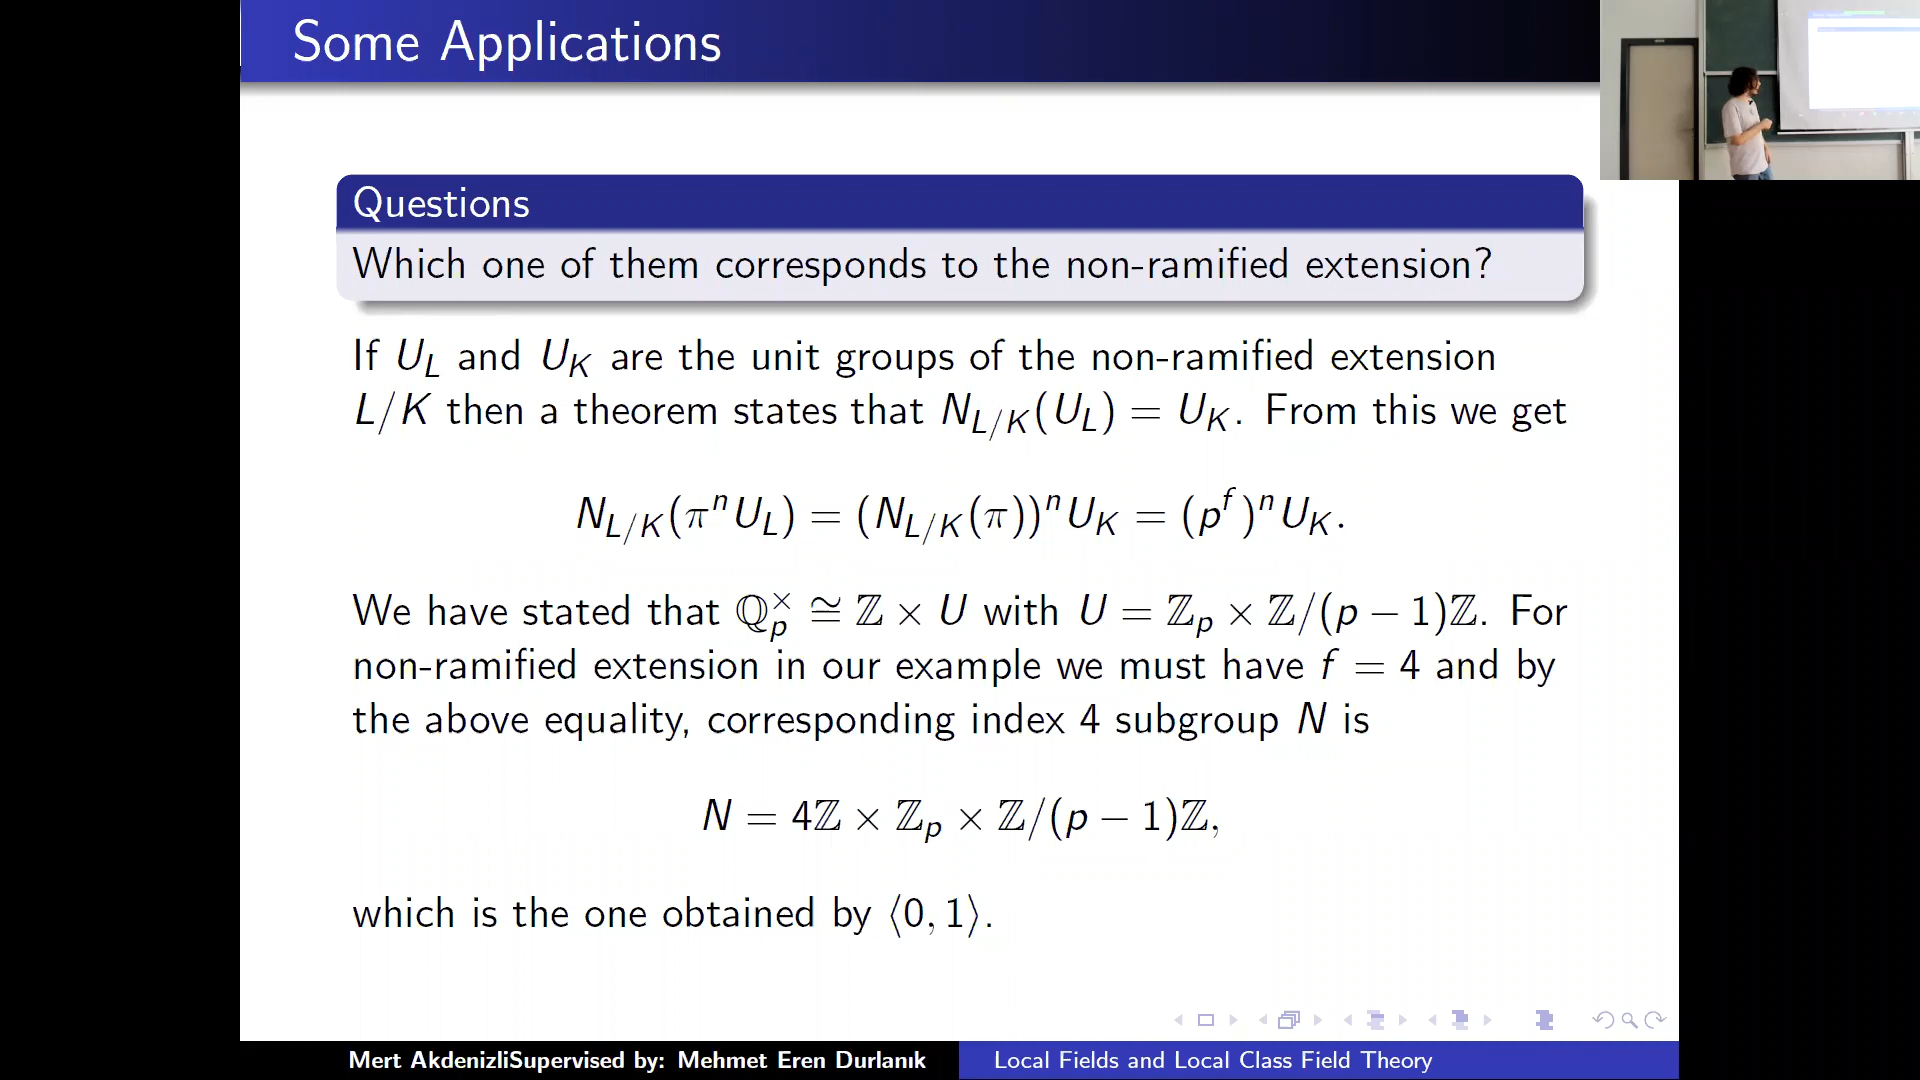 Some Applications
Questions
Which one of them corresponds to the non-ramified extension?
If U_L and U_K are the unit groups of the non-ramified extension
L/K then a theorem states that N_{L/K}(U_L) = U_K. From this we get
N_{L/K}(π^n U_L) = (N_{L/K}(π))^n U_K = (p^f)^n U_K.
We have stated that ℚ_p^× ≅ ℤ × U with U = ℤ_p × ℤ/(p − 1)ℤ. For
non-ramified extension in our example we must have f = 4 and by
the above equality, corresponding index 4 subgroup N is
N = 4ℤ × ℤ_p × ℤ/(p − 1)ℤ,
which is the one obtained by ⟨0, 1⟩.
Mert AkdenizliSupervised by: Mehmet Eren Durlanık
Local Fields and Local Class Field Theory